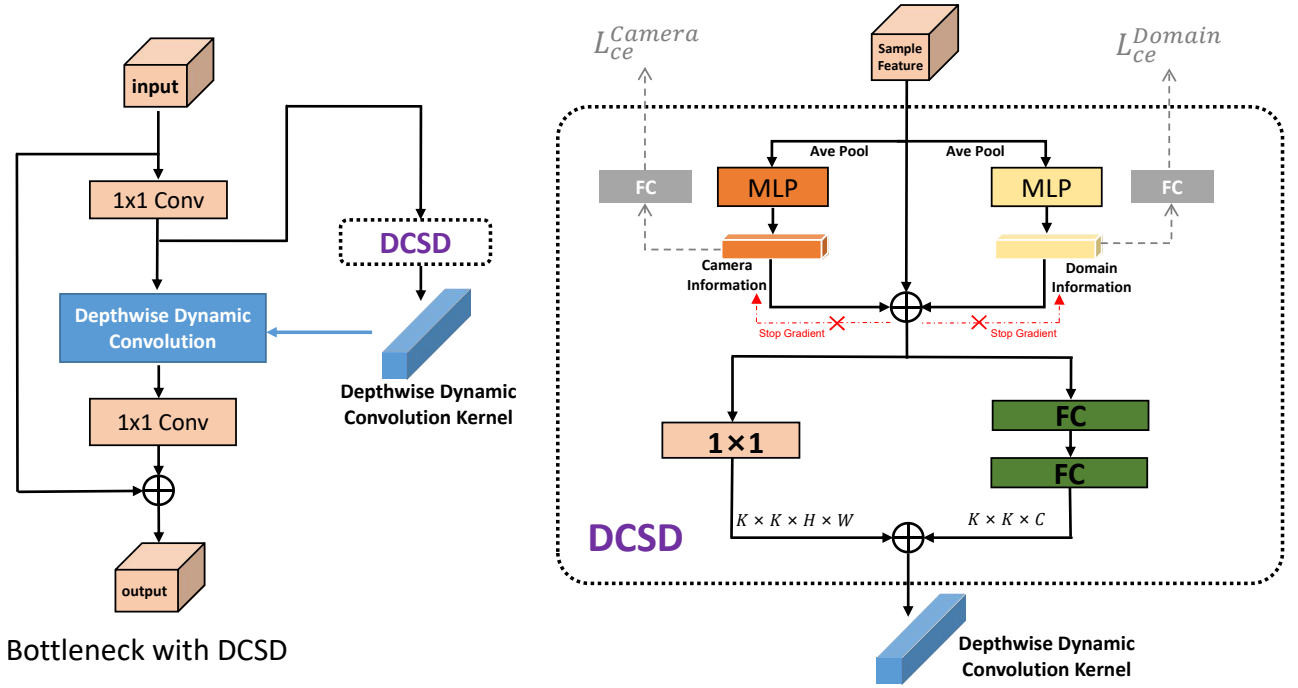 input
1x1 Conv
DCSD
Depthwise Dynamic
Convolution
1x1 Conv
Depthwise Dynamic
Convolution Kernel
output
Bottleneck with DCSD
L_{ce}^{Camera}
Sample
Feature
L_{ce}^{Domain}
Ave Pool
Ave Pool
FC
MLP
MLP
FC
Camera
Information
Domain
Information
Stop Gradient
Stop Gradient
1×1
FC
FC
K × K × H × W
K × K × C
DCSD
Depthwise Dynamic
Convolution Kernel